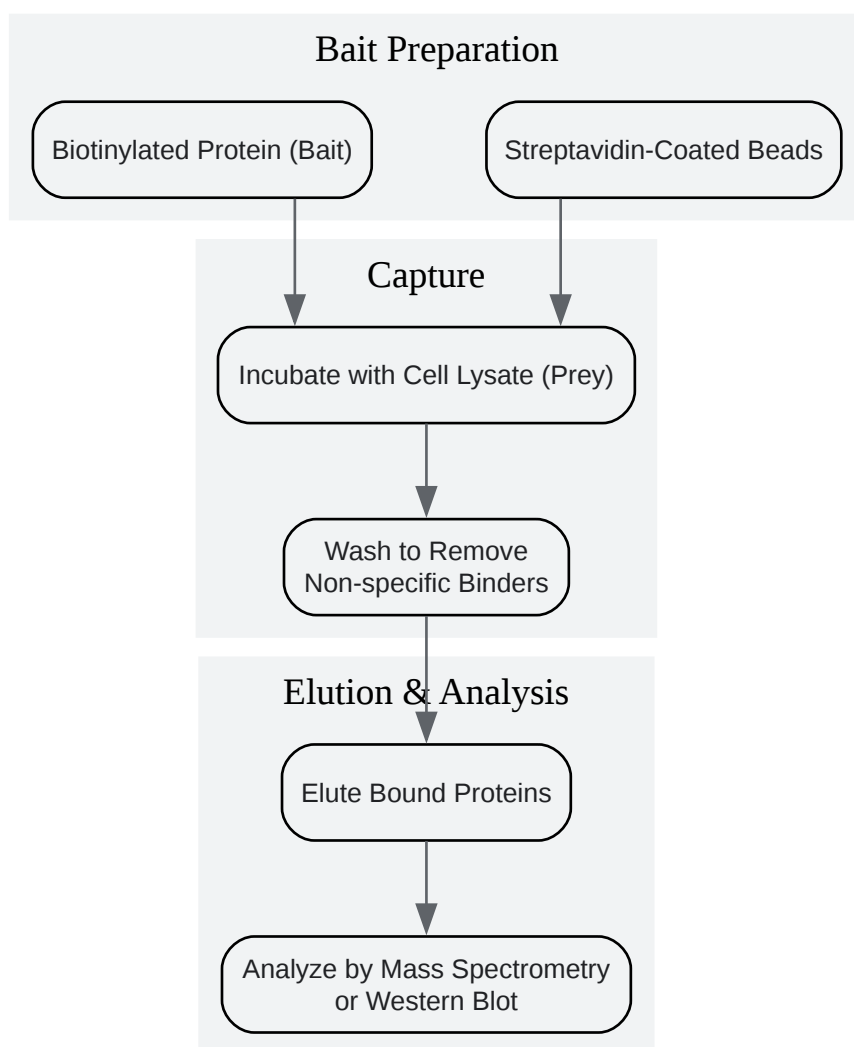 Bait Preparation
Biotinylated Protein (Bait)
Streptavidin-Coated Beads
Capture
Incubate with Cell Lysate (Prey)
Wash to Remove
Non-specific Binders
Elution & Analysis
Elute Bound Proteins
Analyze by Mass Spectrometry
or Western Blot